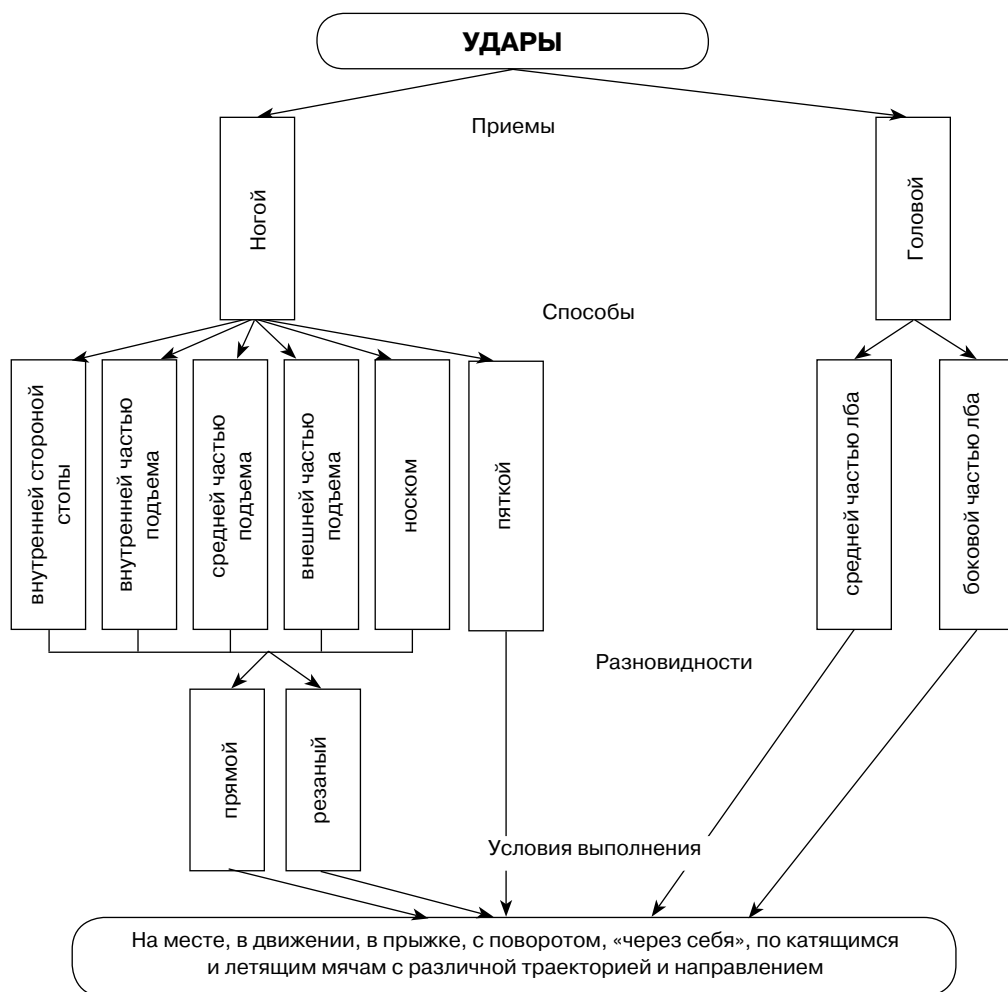 УДАРЫ
Приемы
Ногой
Головой
Способы
внутренней стороной
стопы
внутренней частью
подъема
средней частью
подъема
внешней частью
подъема
носком
пяткой
средней частью лба
боковой частью лба
Разновидности
прямой
резаный
Условия выполнения
На месте, в движении, в прыжке, с поворотом, «через себя», по катящимся
и летящим мячам с различной траекторией и направлением